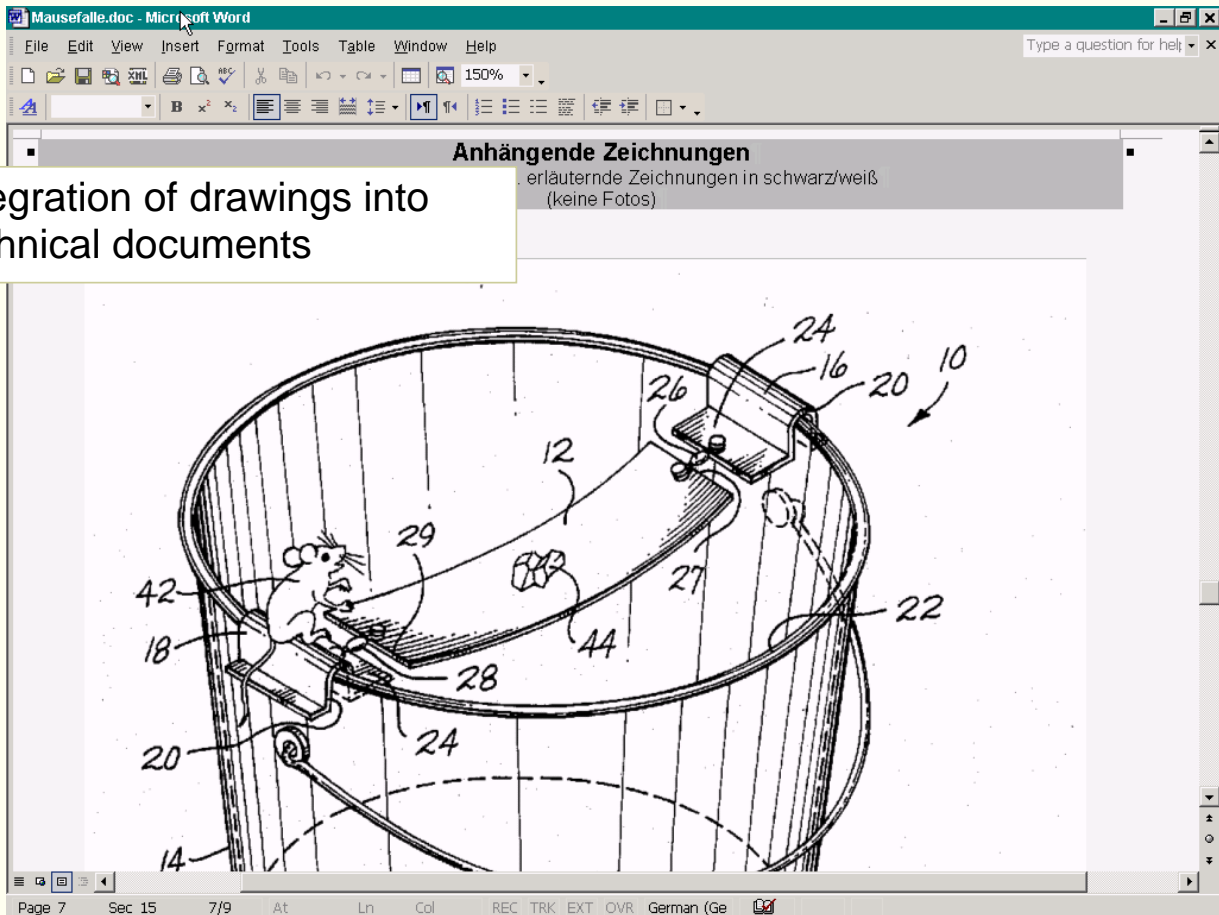 Mausefalle.doc - Microsoft Word
File Edit View Insert Format Tools Table Window Help
Type a question for help
150%
Anhängende Zeichnungen
erläuternde Zeichnungen in schwarz/weiß
(keine Fotos)
egration of drawings into
hnical documents
24
16
10
20
26
12
29
27
42
44
22
18
28
20
24
14
Page 7 Sec 15 7/9 At Ln Col REC TRK EXT OVR German (Ge